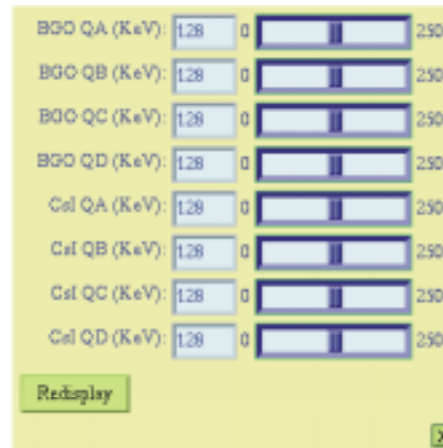 BGO QA (KeV): 128 0 250
BGO QB (KeV): 128 0 250
BGO QC (KeV): 128 0 250
BGO QD (KeV): 128 0 250
CsI QA (KeV): 128 0 250
CsI QB (KeV): 128 0 250
CsI QC (KeV): 128 0 250
CsI QD (KeV): 128 0 250
Redisplay